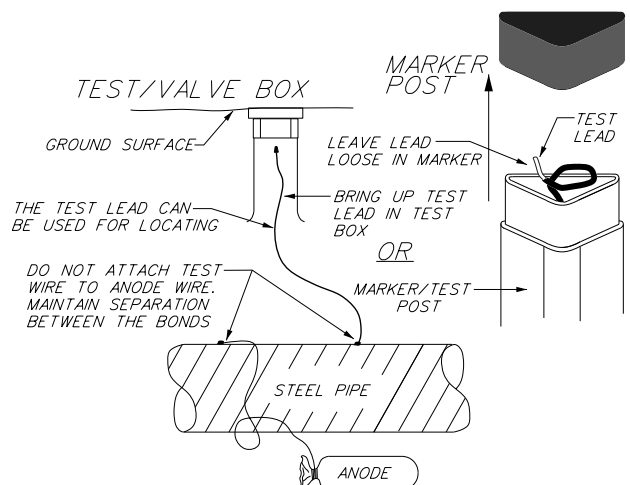 TEST/VALVE BOX
GROUND SURFACE
MARKER
POST
TEST
LEAD
LEAVE LEAD
LOOSE IN MARKER
THE TEST LEAD CAN
BE USED FOR LOCATING
BRING UP TEST
LEAD IN TEST
BOX
OR
DO NOT ATTACH TEST
WIRE TO ANODE WIRE.
MAINTAIN SEPARATION
BETWEEN THE BONDS
MARKER/TEST
POST
STEEL PIPE
ANODE